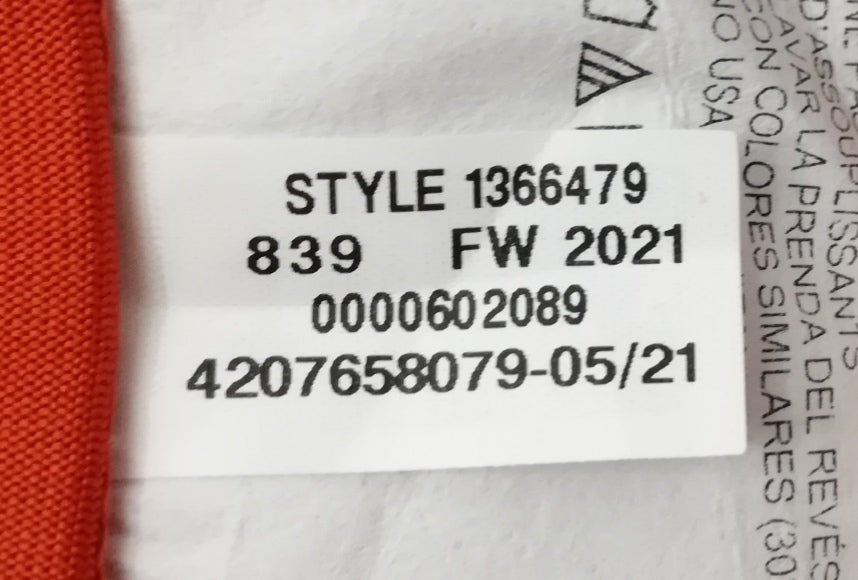 STYLE 1366479
839 FW 2021
0000602089
4207658079-05/21
D'ASSOUPLISSANTS
LAVAR LA PRENDA DEL REVÉS
CON COLORES SIMILARES (30
NO USA